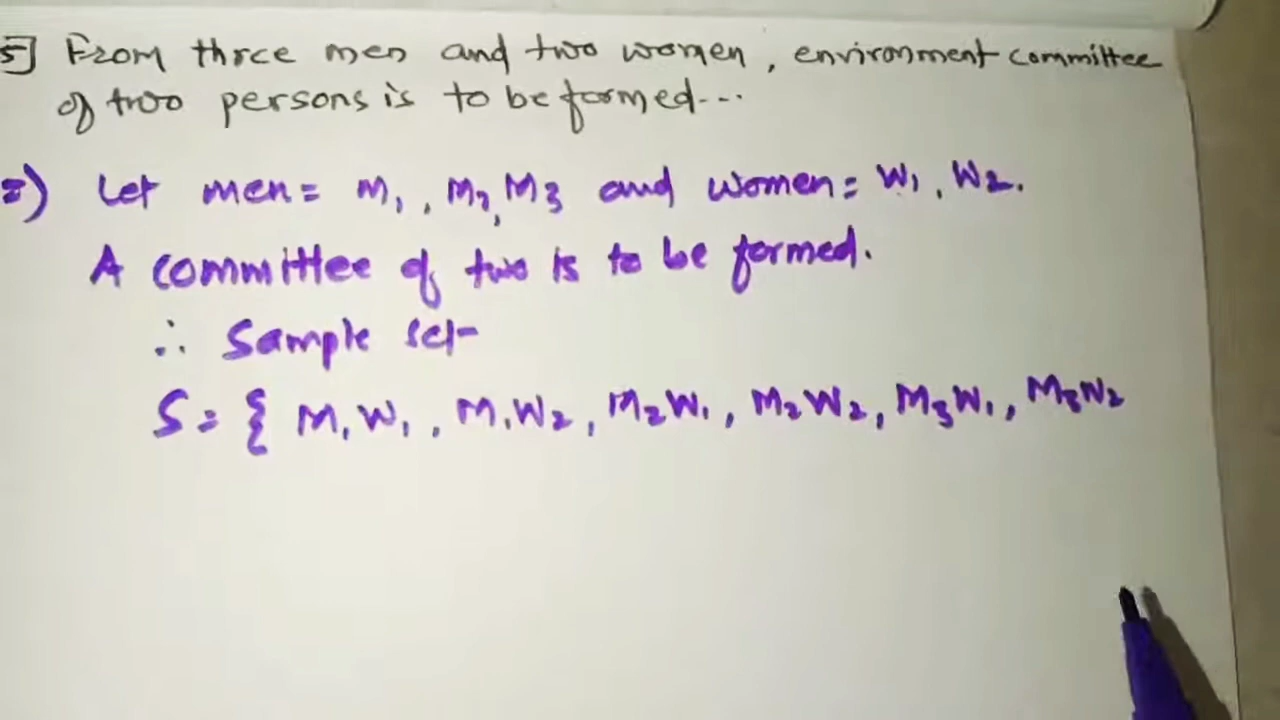 5] From three men and two women, environment committee
of two persons is to be formed...
=) Let men = M₁, M₂, M₃ and women = W₁, W₂.
A committee of two is to be formed.
∴ Sample set
S = { M₁W₁, M₁W₂, M₂W₁, M₂W₂, M₃W₁, M₃W₂